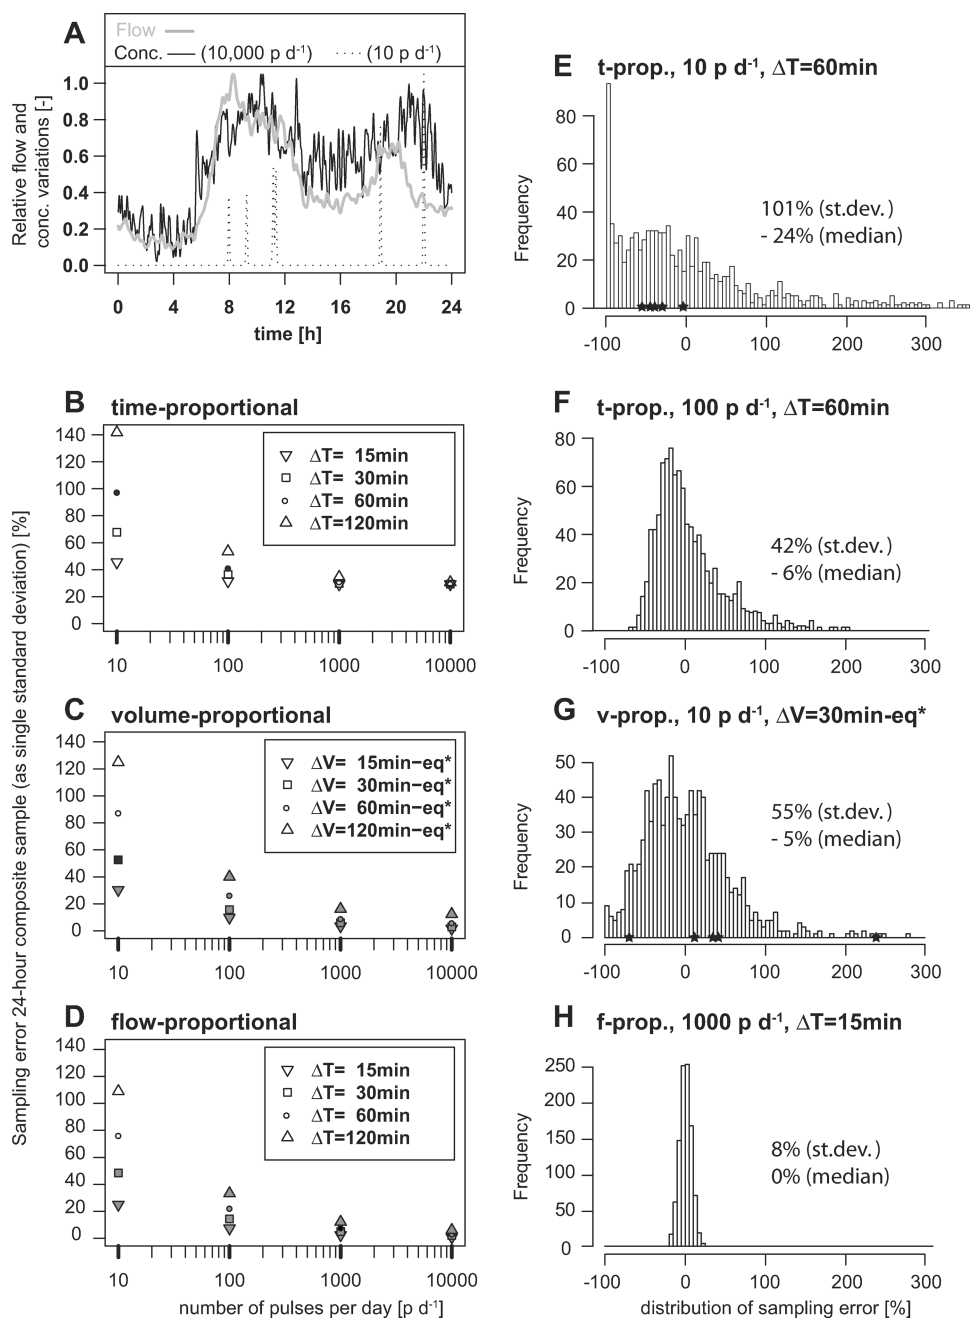 A
Flow
Conc. (10,000 p d-1) (10 p d-1)
Relative flow and
conc. variations [-]
1.0
0.8
0.6
0.4
0.2
0.0
0 4 8 12 16 20 24
time [h]
Sampling error 24-hour composite sample (as single standard deviation) [%]
B time-proportional
140
120
100
80
60
40
20
0
ΔT= 15min
ΔT= 30min
ΔT= 60min
ΔT=120min
10 100 1000 10000
C volume-proportional
140
120
100
80
60
40
20
0
ΔV= 15min−eq*
ΔV= 30min−eq*
ΔV= 60min−eq*
ΔV=120min−eq*
10 100 1000 10000
D flow-proportional
140
120
100
80
60
40
20
0
ΔT= 15min
ΔT= 30min
ΔT= 60min
ΔT=120min
10 100 1000 10000
number of pulses per day [p d-1]
E t-prop., 10 p d-1, ΔT=60min
Frequency
80
60
40
20
0
101% (st.dev.)
- 24% (median)
-100 0 100 200 300
F t-prop., 100 p d-1, ΔT=60min
Frequency
80
60
40
20
0
42% (st.dev.)
- 6% (median)
-100 0 100 200 300
G v-prop., 10 p d-1, ΔV=30min-eq*
Frequency
50
40
30
20
10
0
55% (st.dev.)
- 5% (median)
-100 0 100 200 300
H f-prop., 1000 p d-1, ΔT=15min
Frequency
250
200
150
100
50
0
8% (st.dev.)
0% (median)
-100 0 100 200 300
distribution of sampling error [%]